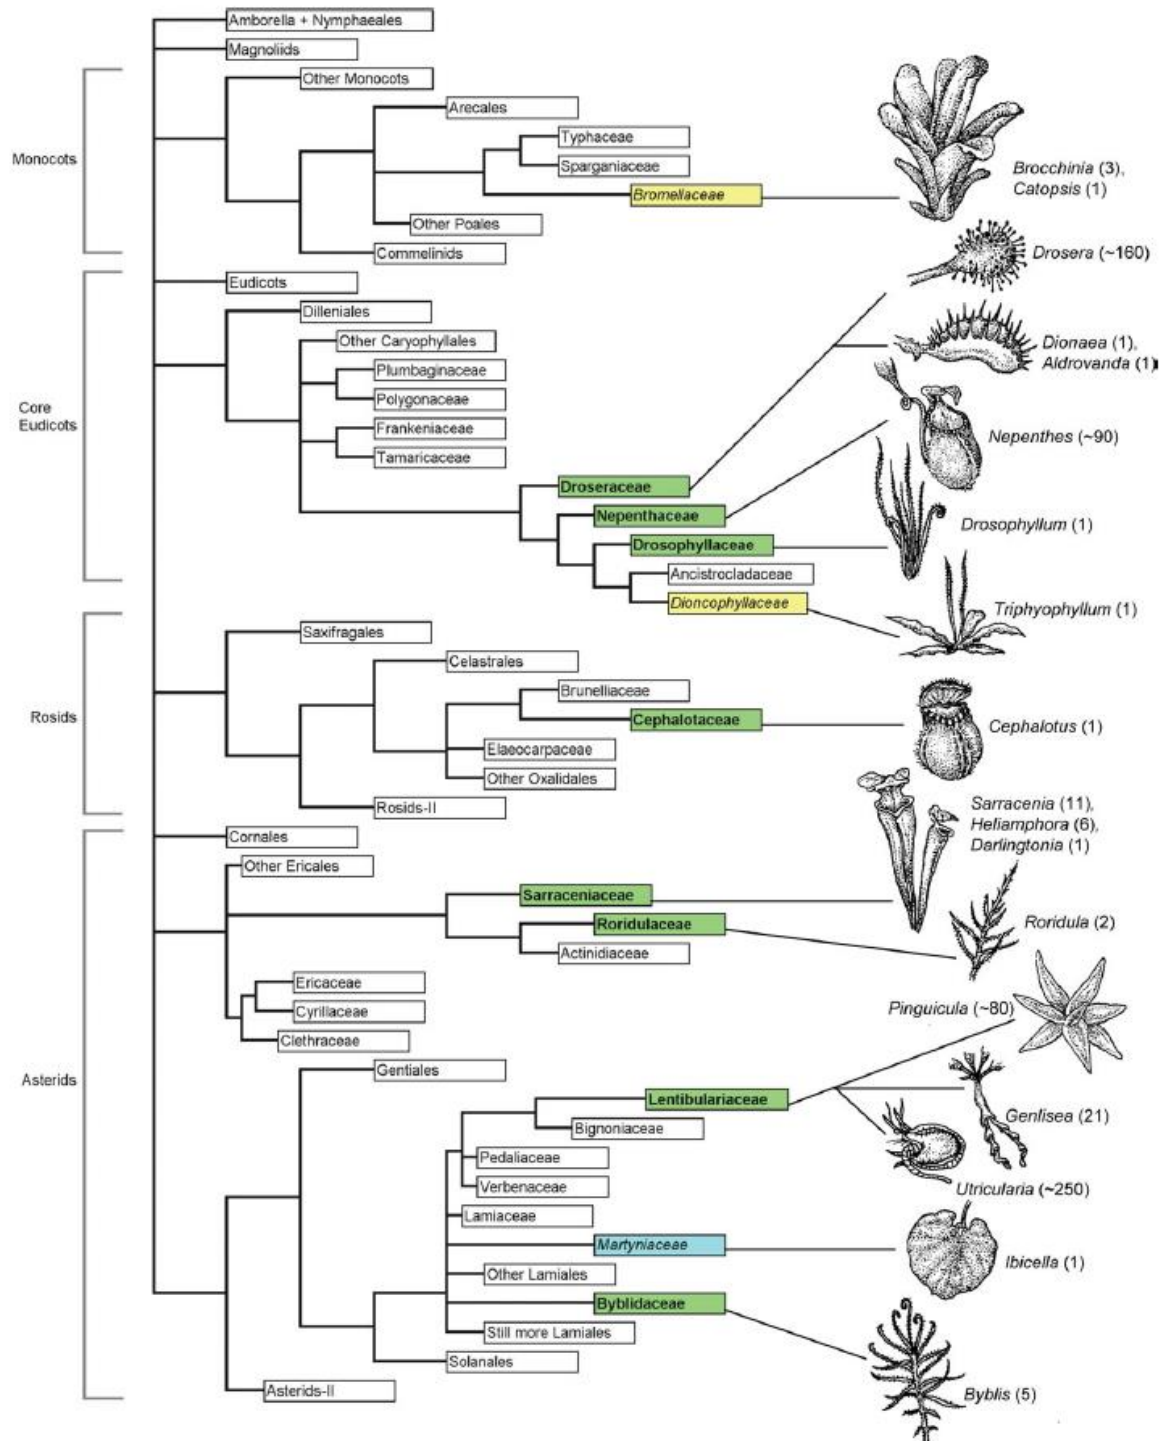 Amborella + Nymphaeales
Magnoliids
Other Monocots
Arecales
Typhaceae
Monocots
Sparganiaceae
Brocchinia (3),
Catopsis (1)
Bromeliaceae
Other Poales
Commelinids
Drosera (~160)
Eudicots
Dilleniales
Other Caryophyllales
Dionaea (1),
Aldrovanda (1)
Plumbaginaceae
Polygonaceae
Core
Eudicots
Frankeniaceae
Nepenthes (~90)
Tamaricaceae
Droseraceae
Nepenthaceae
Drosophyllum (1)
Drosophyllaceae
Ancistrocladaceae
Dioncophyllaceae
Triphyophyllum (1)
Saxifragales
Celastrales
Brunelliaceae
Rosids
Cephalotaceae
Cephalotus (1)
Elaeocarpaceae
Other Oxalidales
Rosids-II
Sarracenia (11),
Heliamphora (6),
Darlingtonia (1)
Cornales
Other Ericales
Sarraceniaceae
Roridulaceae
Roridula (2)
Actinidiaceae
Ericaceae
Cyrillaceae
Pinguicula (~80)
Clethraceae
Gentiales
Asterids
Lentibulariaceae
Genlisea (21)
Bignoniaceae
Pedaliaceae
Verbenaceae
Utricularia (~250)
Lamiaceae
Martyniaceae
Ibicella (1)
Other Lamiales
Byblidaceae
Still more Lamiales
Solanales
Asterids-II
Byblis (5)